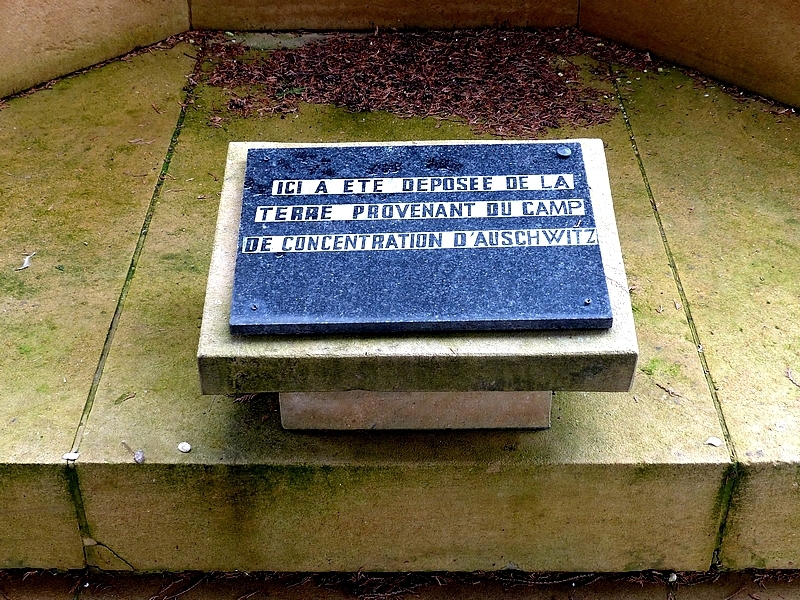 ICI A ETE DEPOSEE DE LA
TERRE PROVENANT DU CAMP
DE CONCENTRATION D'AUSCHWITZ